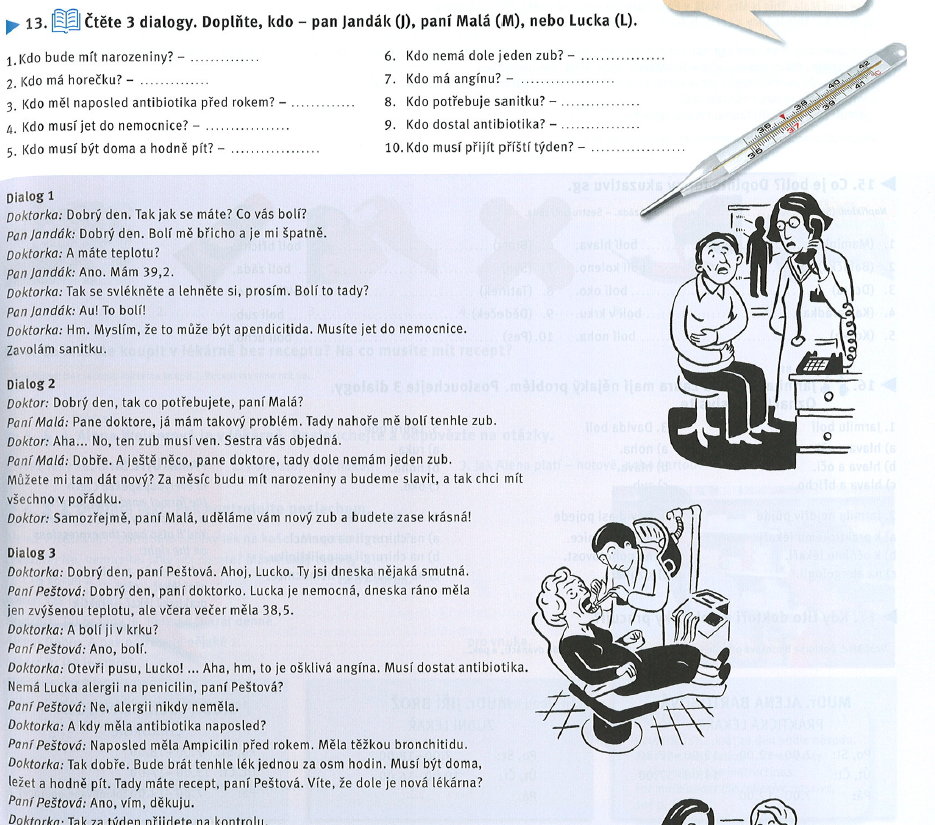 13. Čtěte 3 dialogy. Doplňte, kdo – pan Jandák (J), paní Malá (M), nebo Lucka (L).
1. Kdo bude mít narozeniny? – .............
2. Kdo má horečku? – .............
3. Kdo měl naposled antibiotika před rokem? – ............
4. Kdo musí jet do nemocnice? – ................
5. Kdo musí být doma a hodně pít? – .................
6. Kdo nemá dole jeden zub? – ................
7. Kdo má angínu? – .................
8. Kdo potřebuje sanitku? – ...............
9. Kdo dostal antibiotika? – ...............
10. Kdo musí přijít příští týden? – ..................
Dialog 1
Doktorka: Dobrý den. Tak jak se máte? Co vás bolí?
Pan Jandák: Dobrý den. Bolí mě břicho a je mi špatně.
Doktorka: A máte teplotu?
Pan Jandák: Ano. Mám 39,2.
Doktorka: Tak se svlékněte a lehněte si, prosím. Bolí to tady?
Pan Jandák: Au! To bolí!
Doktorka: Hm. Myslím, že to může být apendicitida. Musíte jet do nemocnice.
Zavolám sanitku.
Dialog 2
Doktor: Dobrý den, tak co potřebujete, paní Malá?
Paní Malá: Pane doktore, já mám takový problém. Tady nahoře mě bolí tenhle zub.
Doktor: Aha... No, ten zub musí ven. Sestra vás objedná.
Paní Malá: Dobře. A ještě něco, pane doktore, tady dole nemám jeden zub.
Můžete mi tam dát nový? Za měsíc budu mít narozeniny a budeme slavit, a tak chci mít
všechno v pořádku.
Doktor: Samozřejmě, paní Malá, uděláme vám nový zub a budete zase krásná!
Dialog 3
Doktorka: Dobrý den, paní Peštová. Ahoj, Lucko. Ty jsi dneska nějaká smutná.
Paní Peštová: Dobrý den, paní doktorko. Lucka je nemocná, dneska ráno měla
jen zvýšenou teplotu, ale včera večer měla 38,5.
Doktorka: A bolí ji v krku?
Paní Peštová: Ano, bolí.
Doktorka: Otevři pusu, Lucko! ... Aha, hm, to je ošklivá angína. Musí dostat antibiotika.
Nemá Lucka alergii na penicilin, paní Peštová?
Paní Peštová: Ne, alergii nikdy neměla.
Doktorka: A kdy měla antibiotika naposled?
Paní Peštová: Naposled měla Ampicilin před rokem. Měla těžkou bronchitidu.
Doktorka: Tak dobře. Bude brát tenhle lék jednou za osm hodin. Musí být doma,
ležet a hodně pít. Tady máte recept, paní Peštová. Víte, že dole je nová lékárna?
Paní Peštová: Ano, vím, děkuju.
Doktorka: Tak za týden přijdete na kontrolu.